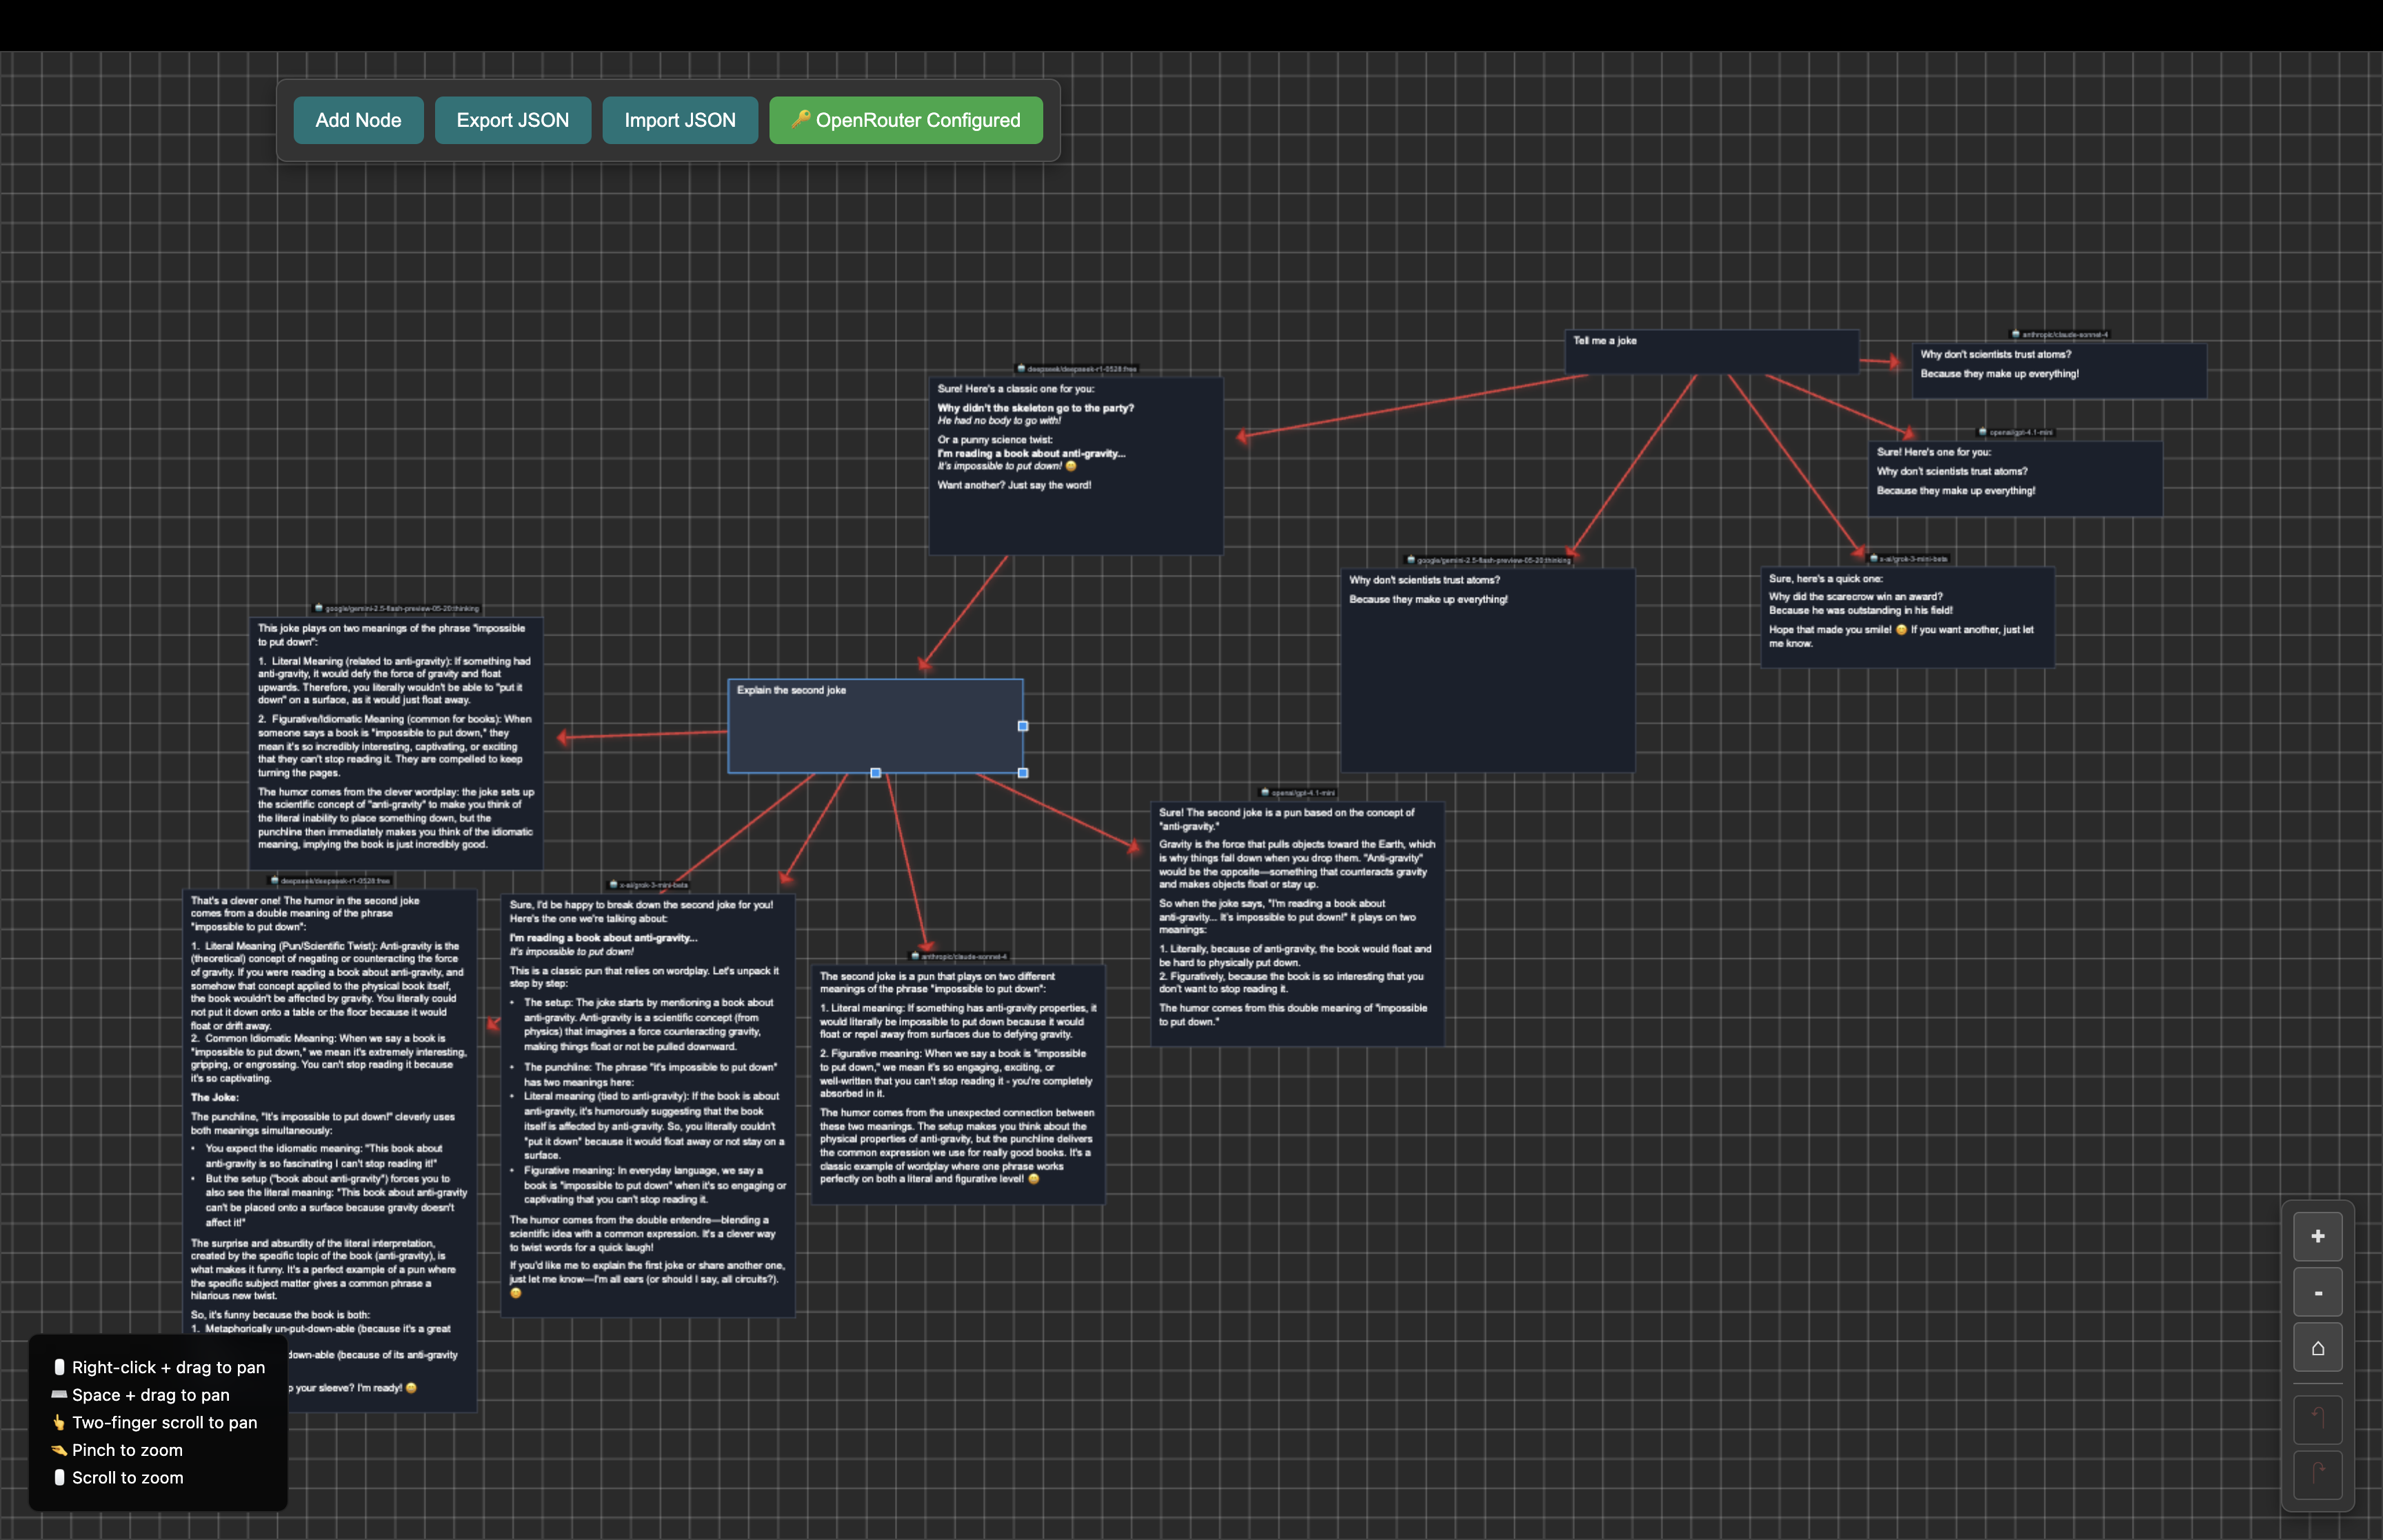 Add Node
Export JSON
Import JSON
🔑 OpenRouter Configured
Tell me a joke
anthropic/claude-sonnet-4
Why don't scientists trust atoms?
Because they make up everything!
openai/gpt-4.1-mini
Sure! Here's one for you:
Why don't scientists trust atoms?
Because they make up everything!
x-ai/grok-3-mini-beta
Sure, here's a quick one:
Why did the scarecrow win an award?
Because he was outstanding in his field!
Hope that made you smile! 😊 If you want another, just let
me know.
google/gemini-2.5-flash-preview-05-20:thinking
Why don't scientists trust atoms?
Because they make up everything!
deepseek/deepseek-r1-0528:free
Sure! Here's a classic one for you:
Why didn't the skeleton go to the party?
He had no body to go with!
Or a punny science twist:
I'm reading a book about anti-gravity...
It's impossible to put down! 😄
Want another? Just say the word!
Explain the second joke
google/gemini-2.5-flash-preview-05-20:thinking
This joke plays on two meanings of the phrase "impossible
to put down":
1. Literal Meaning (related to anti-gravity): If something had
anti-gravity, it would defy the force of gravity and float
upwards. Therefore, you literally wouldn't be able to "put it
down" on a surface, as it would just float away.
2. Figurative/Idiomatic Meaning (common for books): When
someone says a book is "impossible to put down," they
mean it's so incredibly interesting, captivating, or exciting
that they can't stop reading it. They are compelled to keep
turning the pages.
The humor comes from the clever wordplay: the joke sets up
the scientific concept of "anti-gravity" to make you think of
the literal inability to place something down, but the
punchline then immediately makes you think of the idiomatic
meaning, implying the book is just incredibly good.
deepseek/deepseek-r1-0528:free
That's a clever one! The humor in the second joke
comes from a double meaning of the phrase
"impossible to put down":
1. Literal Meaning (Pun/Scientific Twist): Anti-gravity is the
(theoretical) concept of negating or counteracting the force
of gravity. If you were reading a book about anti-gravity, and
somehow that concept applied to the physical book itself,
the book wouldn't be affected by gravity. You literally could
not put it down onto a table or the floor because it would
float or drift away.
2. Common Idiomatic Meaning: When we say a book is
"impossible to put down," we mean it's extremely interesting,
gripping, or engrossing. You can't stop reading it because
it's so captivating.
The Joke:
The punchline, "It's impossible to put down!" cleverly uses
both meanings simultaneously:
• You expect the idiomatic meaning: "This book about
anti-gravity is so fascinating I can't stop reading it!"
• But the setup ("book about anti-gravity") forces you to
also see the literal meaning: "This book about anti-gravity
can't be placed onto a surface because gravity doesn't
affect it!"
The surprise and absurdity of the literal interpretation,
created by the specific topic of the book (anti-gravity), is
what makes it funny. It's a perfect example of a pun where
the specific subject matter gives a common phrase a
hilarious new twist.
So, it's funny because the book is both:
1. Metaphorically un-put-down-able (because it's a great
down-able (because of its anti-gravity
your sleeve? I'm ready! 😄
x-ai/grok-3-mini-beta
Sure, I'd be happy to break down the second joke for you!
Here's the one we're talking about:
I'm reading a book about anti-gravity...
It's impossible to put down!
This is a classic pun that relies on wordplay. Let's unpack it
step by step:
• The setup: The joke starts by mentioning a book about
anti-gravity. Anti-gravity is a scientific concept (from
physics) that imagines a force counteracting gravity,
making things float or not be pulled downward.
• The punchline: The phrase "it's impossible to put down"
has two meanings here:
• Literal meaning (tied to anti-gravity): If the book is about
anti-gravity, it's humorously suggesting that the book
itself is affected by anti-gravity. So, you literally couldn't
"put it down" because it would float away or not stay on a
surface.
• Figurative meaning: In everyday language, we say a
book is "impossible to put down" when it's so engaging or
captivating that you can't stop reading it.
The humor comes from the double entendre—blending a
scientific idea with a common expression. It's a clever way
to twist words for a quick laugh!
If you'd like me to explain the first joke or share another one,
just let me know—I'm all ears (or should I say, all circuits?).
😊
anthropic/claude-sonnet-4
The second joke is a pun that plays on two different
meanings of the phrase "impossible to put down":
1. Literal meaning: If something has anti-gravity properties, it
would literally be impossible to put down because it would
float or repel away from surfaces due to defying gravity.
2. Figurative meaning: When we say a book is "impossible
to put down," we mean it's so engaging, exciting, or
well-written that you can't stop reading it - you're completely
absorbed in it.
The humor comes from the unexpected connection between
these two meanings. The setup makes you think about the
physical properties of anti-gravity, but the punchline delivers
the common expression we use for really good books. It's a
classic example of wordplay where one phrase works
perfectly on both a literal and figurative level! 😄
openai/gpt-4.1-mini
Sure! The second joke is a pun based on the concept of
"anti-gravity."
Gravity is the force that pulls objects toward the Earth, which
is why things fall down when you drop them. "Anti-gravity"
would be the opposite—something that counteracts gravity
and makes objects float or stay up.
So when the joke says, "I'm reading a book about
anti-gravity... It's impossible to put down!" it plays on two
meanings:
1. Literally, because of anti-gravity, the book would float and
be hard to physically put down.
2. Figuratively, because the book is so interesting that you
don't want to stop reading it.
The humor comes from this double meaning of "impossible
to put down."
Right-click + drag to pan
Space + drag to pan
Two-finger scroll to pan
Pinch to zoom
Scroll to zoom
+
-